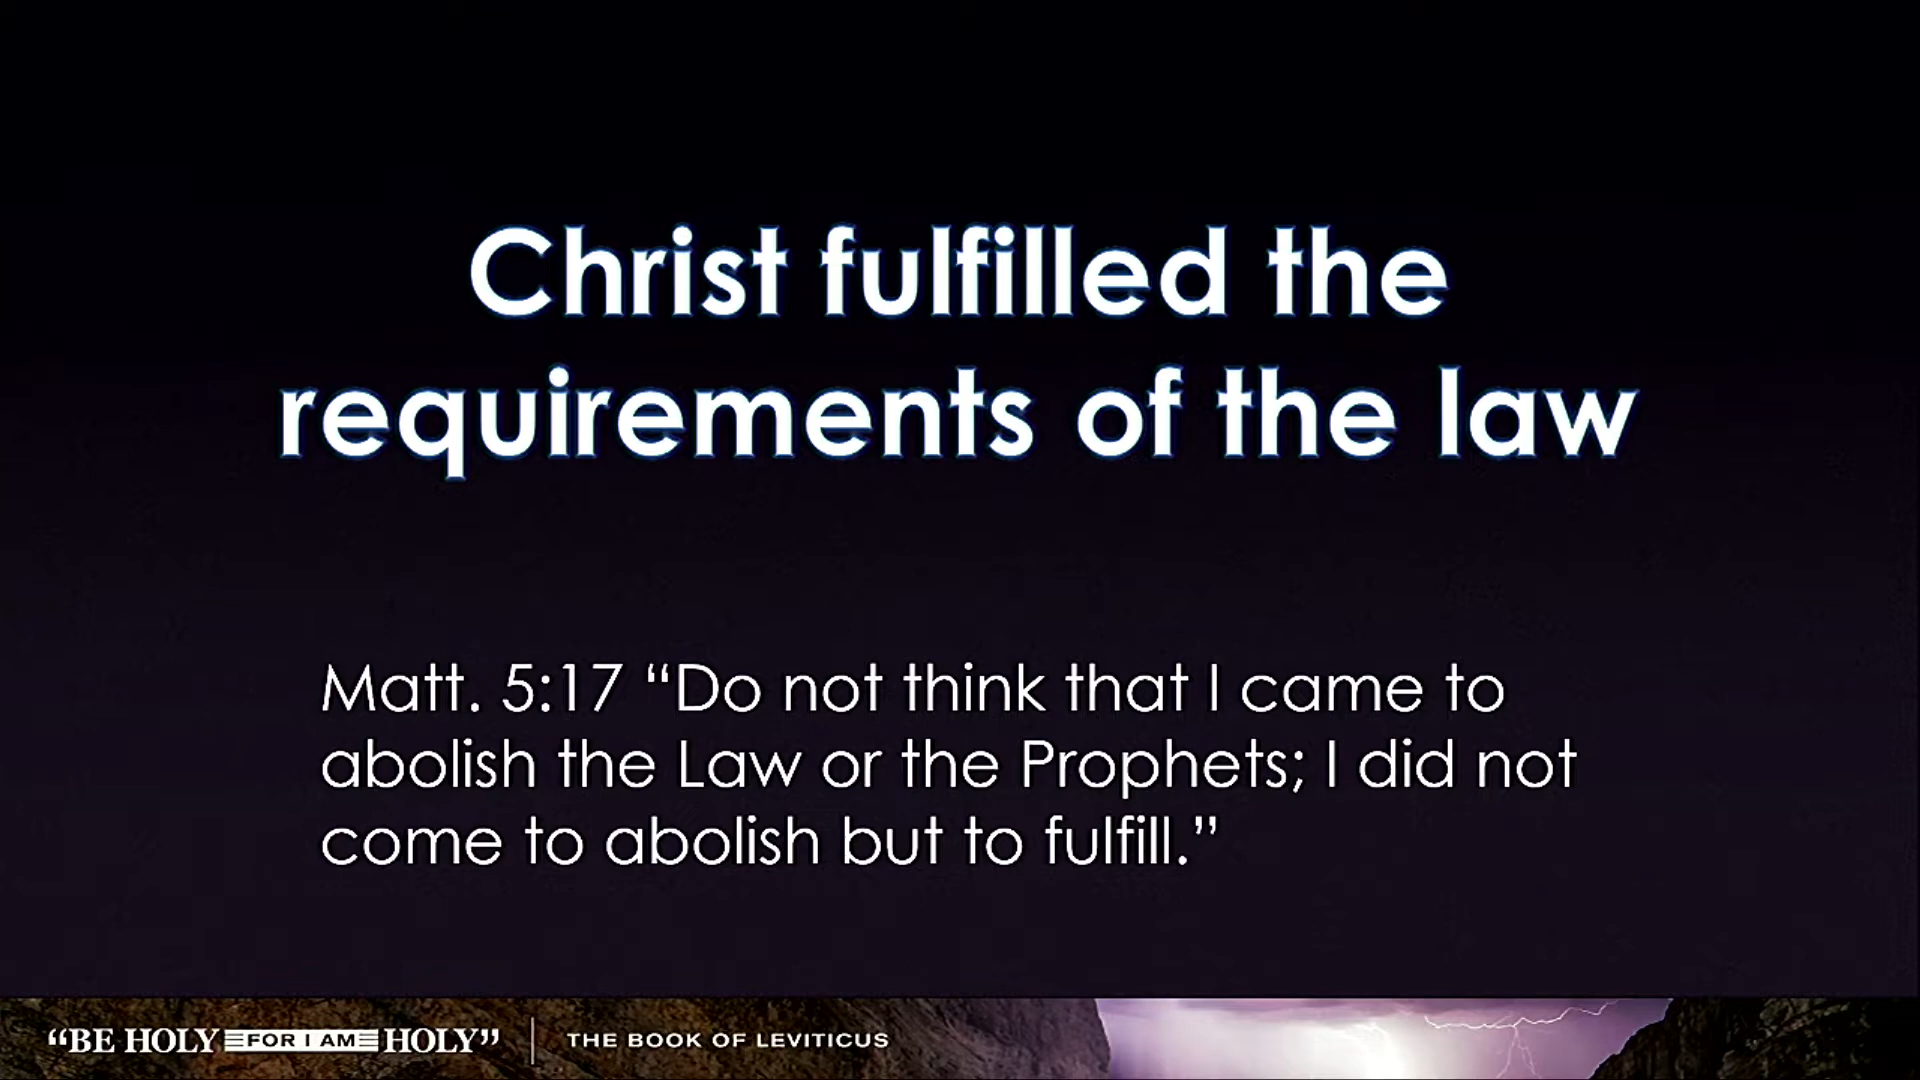 Christ fulfilled the
requirements of the law
Matt. 5:17 “Do not think that I came to
abolish the Law or the Prophets; I did not
come to abolish but to fulfill.”
“BE HOLY FOR I AM HOLY” | THE BOOK OF LEVITICUS